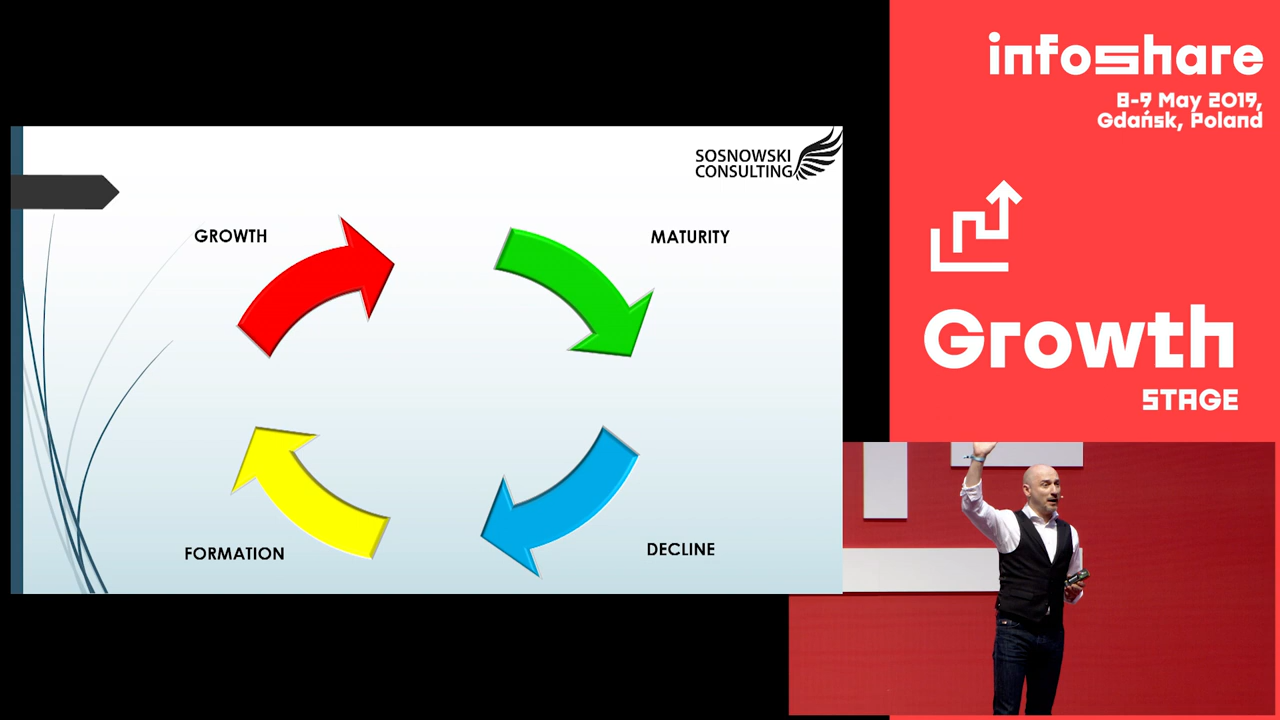 infoshare
8-9 May 2019,
Gdańsk, Poland
Growth
STAGE
SOSNOWSKI
CONSULTING
GROWTH
MATURITY
FORMATION
DECLINE